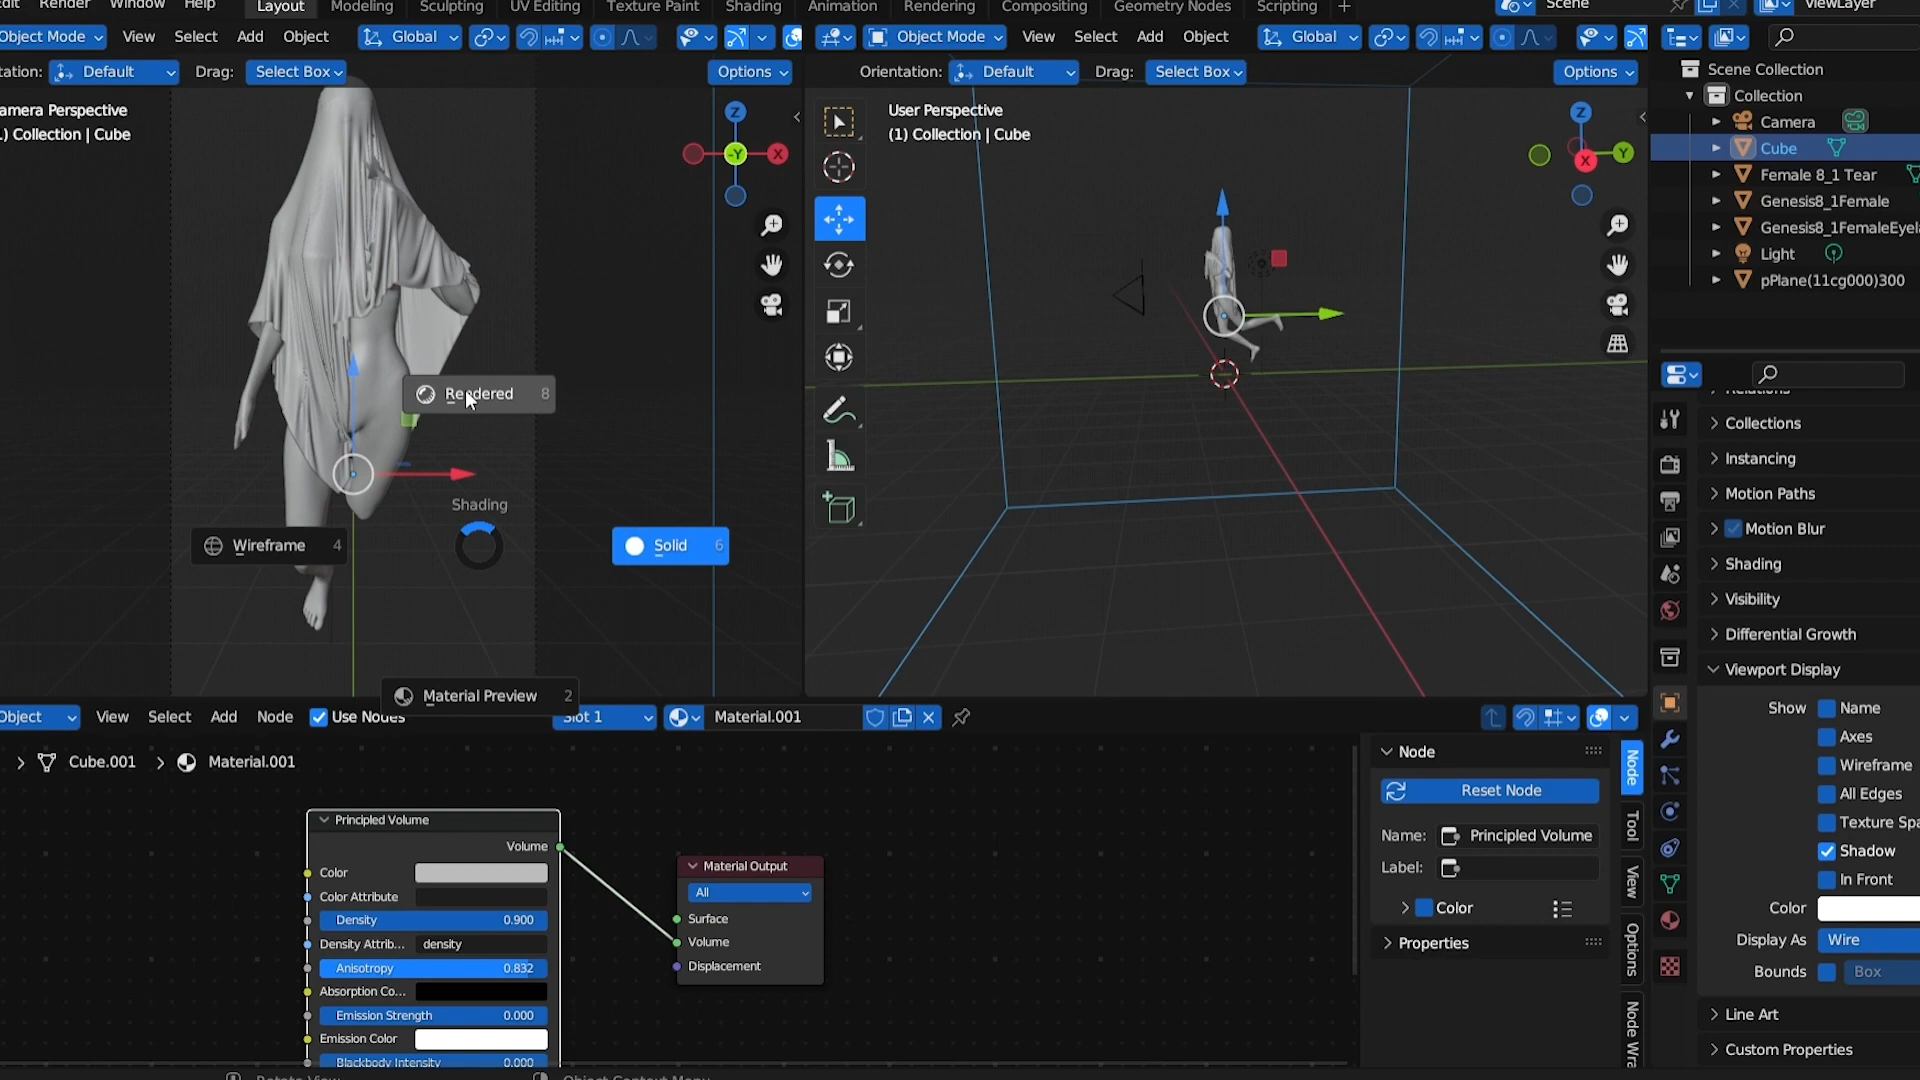 Edit Render Window Help Layout Modeling Sculpting UV Editing Texture Paint Shading Animation Rendering Compositing Geometry Nodes Scripting + Scene ViewLayer
Object Mode View Select Add Object Global
Object Mode View Select Add Object Global
tation: Default Drag: Select Box Options
Orientation: Default Drag: Select Box Options
amera Perspective
) Collection | Cube
Z
-Y
X
User Perspective
(1) Collection | Cube
Z
Y
X
Scene Collection
Collection
Camera
Cube
Female 8_1 Tear
Genesis8_1Female
Genesis8_1FemaleEyela
Light
pPlane(11cg000)300
Rendered 8
Shading
Wireframe 4
Solid 6
Material Preview 2
Collections
Instancing
Motion Paths
Motion Blur
Shading
Visibility
Differential Growth
Viewport Display
Show Name
Axes
Wireframe
All Edges
Texture Spa
Shadow
In Front
Color
Display As Wire
Bounds Box
Line Art
Custom Properties
Object View Select Add Node Use Nodes Slot 1 Material.001
Cube.001 > Material.001
Principled Volume
Volume
Color
Color Attribute
Density 0.900
Density Attrib... density
Anisotropy 0.832
Absorption Co...
Emission Strength 0.000
Emission Color
Blackbody Intensity 0.000
Material Output
All
Surface
Volume
Displacement
Node
Reset Node
Name: Principled Volume
Label:
Color
Properties
Node
Tool
View
Options
Node Wra